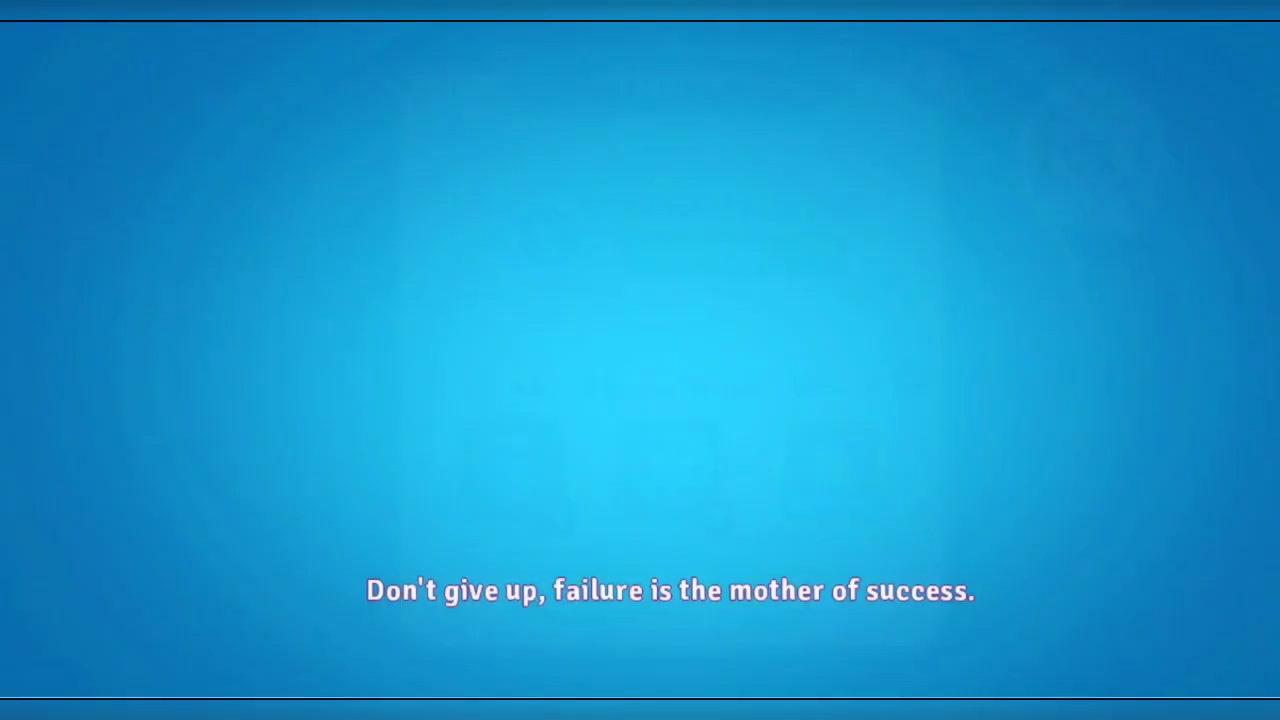 Don't give up, failure is the mother of success.